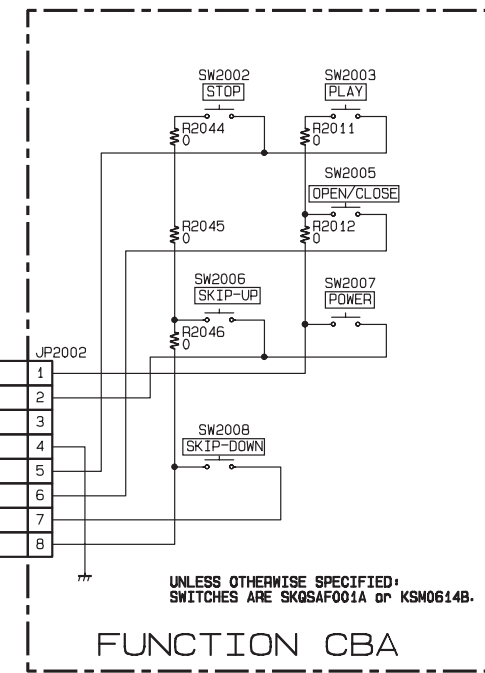 SW2002
STOP
SW2003
PLAY
R2044
0
R2011
0
SW2005
OPEN/CLOSE
R2045
0
R2012
0
SW2006
SKIP-UP
SW2007
POWER
R2046
0
JP2002
1
2
3
4
5
6
7
8
SW2008
SKIP-DOWN
UNLESS OTHERWISE SPECIFIED:
SWITCHES ARE SKQSAF001A or KSM0614B.
FUNCTION CBA